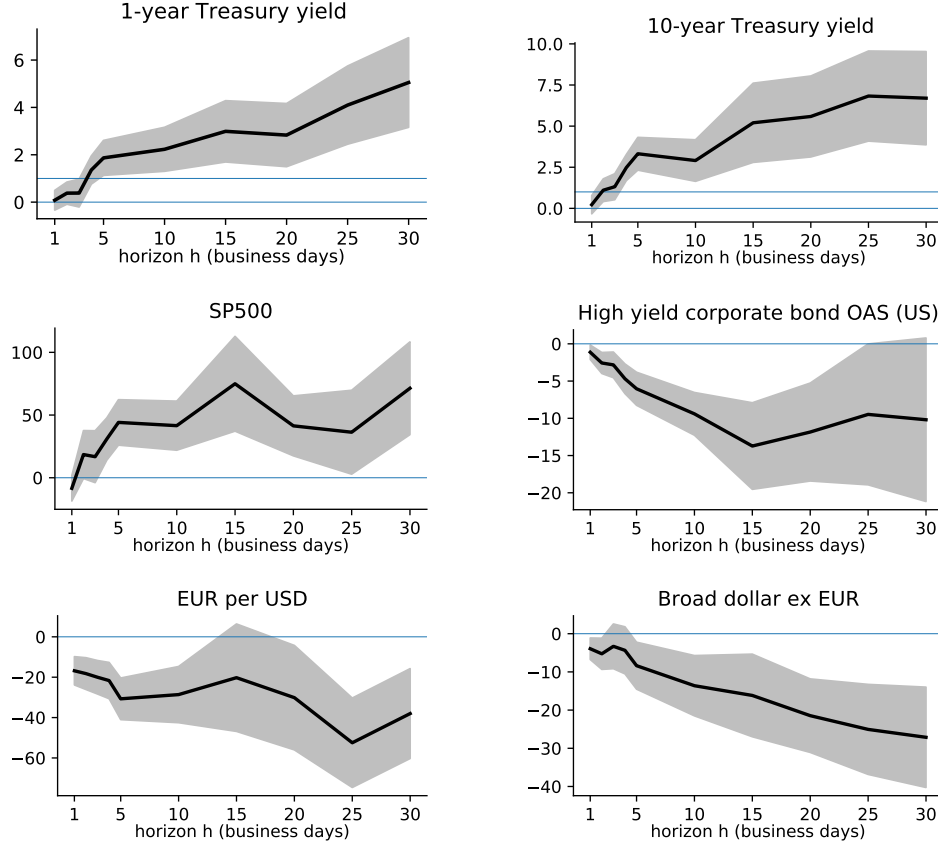 1-year Treasury yield
6
4
2
0
1 5 10 15 20 25 30
horizon h (business days)
10-year Treasury yield
10.0
7.5
5.0
2.5
0.0
1 5 10 15 20 25 30
horizon h (business days)
SP500
100
50
0
1 5 10 15 20 25 30
horizon h (business days)
High yield corporate bond OAS (US)
0
−5
−10
−15
−20
1 5 10 15 20 25 30
horizon h (business days)
EUR per USD
0
−20
−40
−60
1 5 10 15 20 25 30
horizon h (business days)
Broad dollar ex EUR
0
−10
−20
−30
−40
1 5 10 15 20 25 30
horizon h (business days)